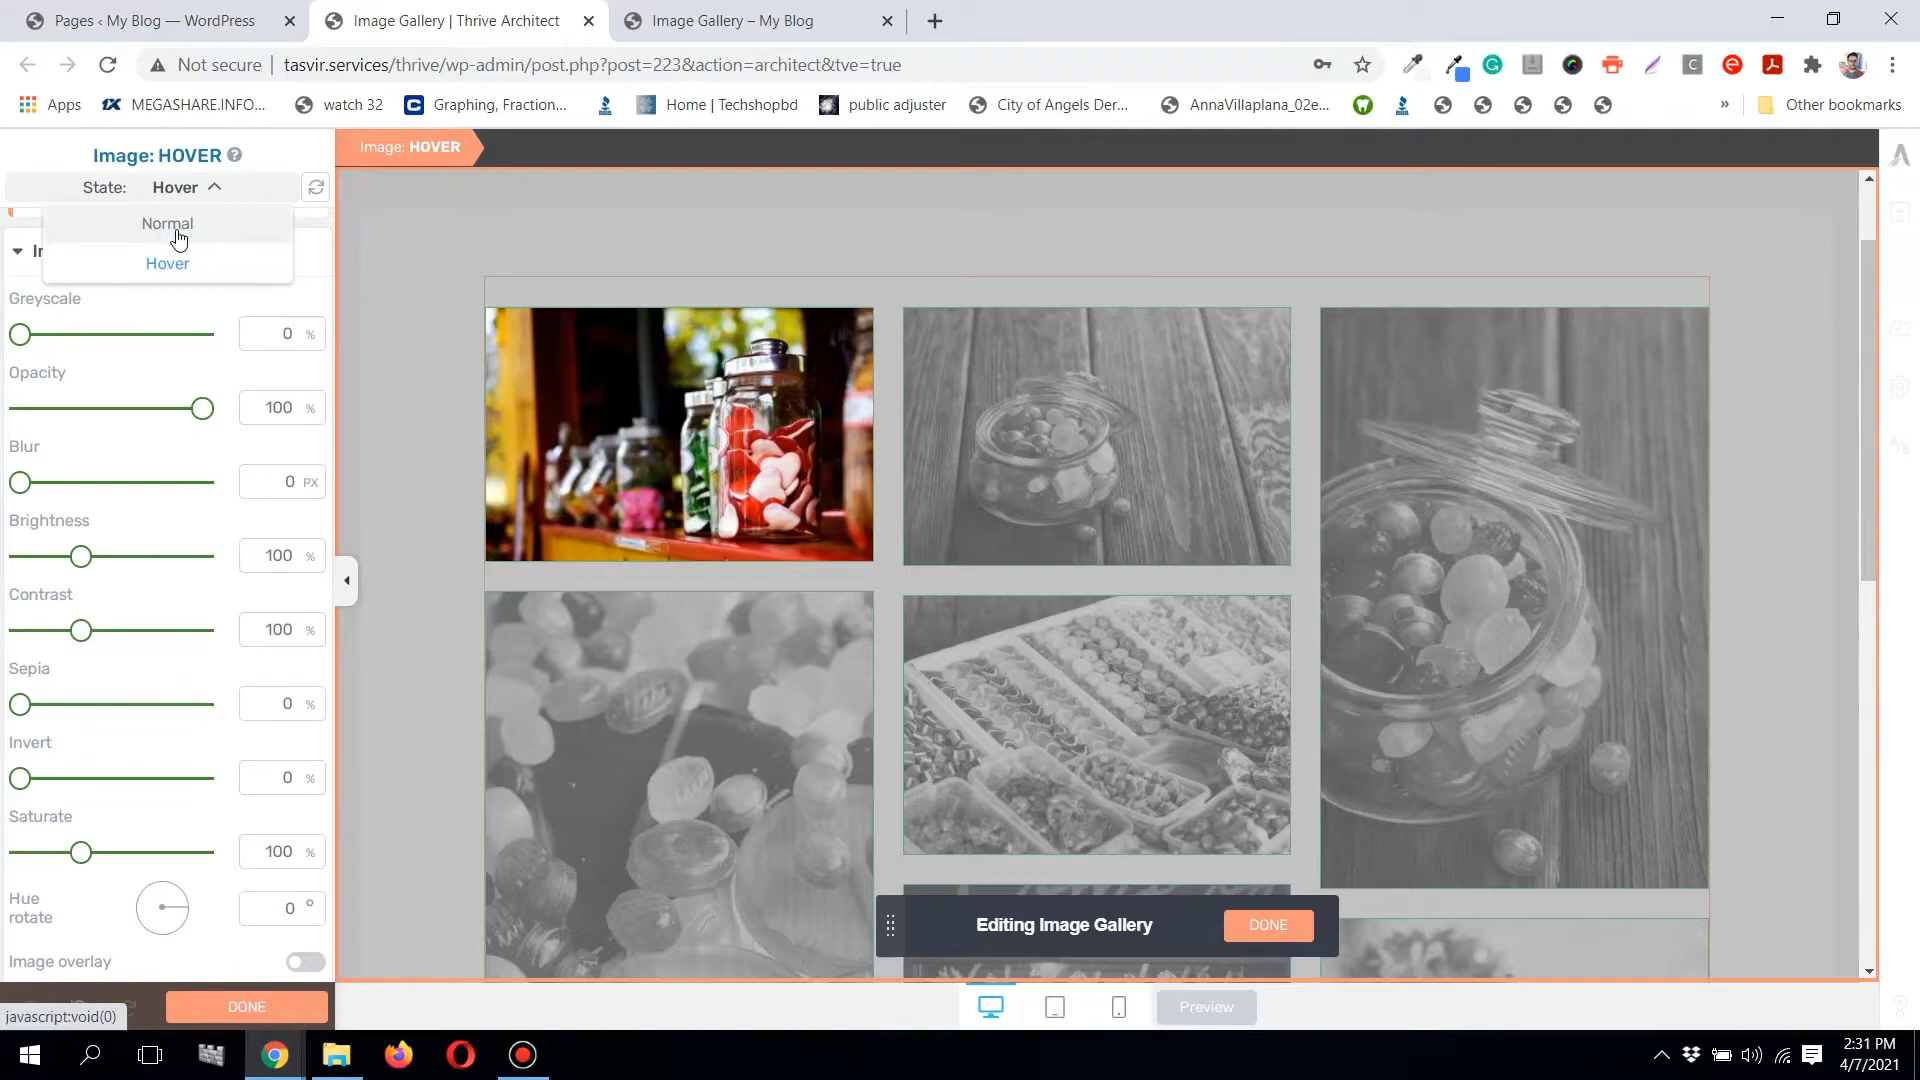 Pages ‹ My Blog — WordPress
Image Gallery | Thrive Architect
Image Gallery – My Blog
Not secure
tasvir.services/thrive/wp-admin/post.php?post=223&action=architect&tve=true
Apps
MEGASHARE.INFO...
watch 32
Graphing, Fraction...
Home | Techshopbd
public adjuster
City of Angels Der...
AnnaVillaplana_02e...
»
Other bookmarks
Image: HOVER
State: Hover
Normal
Hover
Greyscale
0 %
Opacity
100 %
Blur
0 PX
Brightness
100 %
Contrast
100 %
Sepia
0 %
Invert
0 %
Saturate
100 %
Hue
rotate
0 °
Image overlay
DONE
javascript:void(0)
Image: HOVER
Editing Image Gallery
DONE
Preview
2:31 PM
4/7/2021